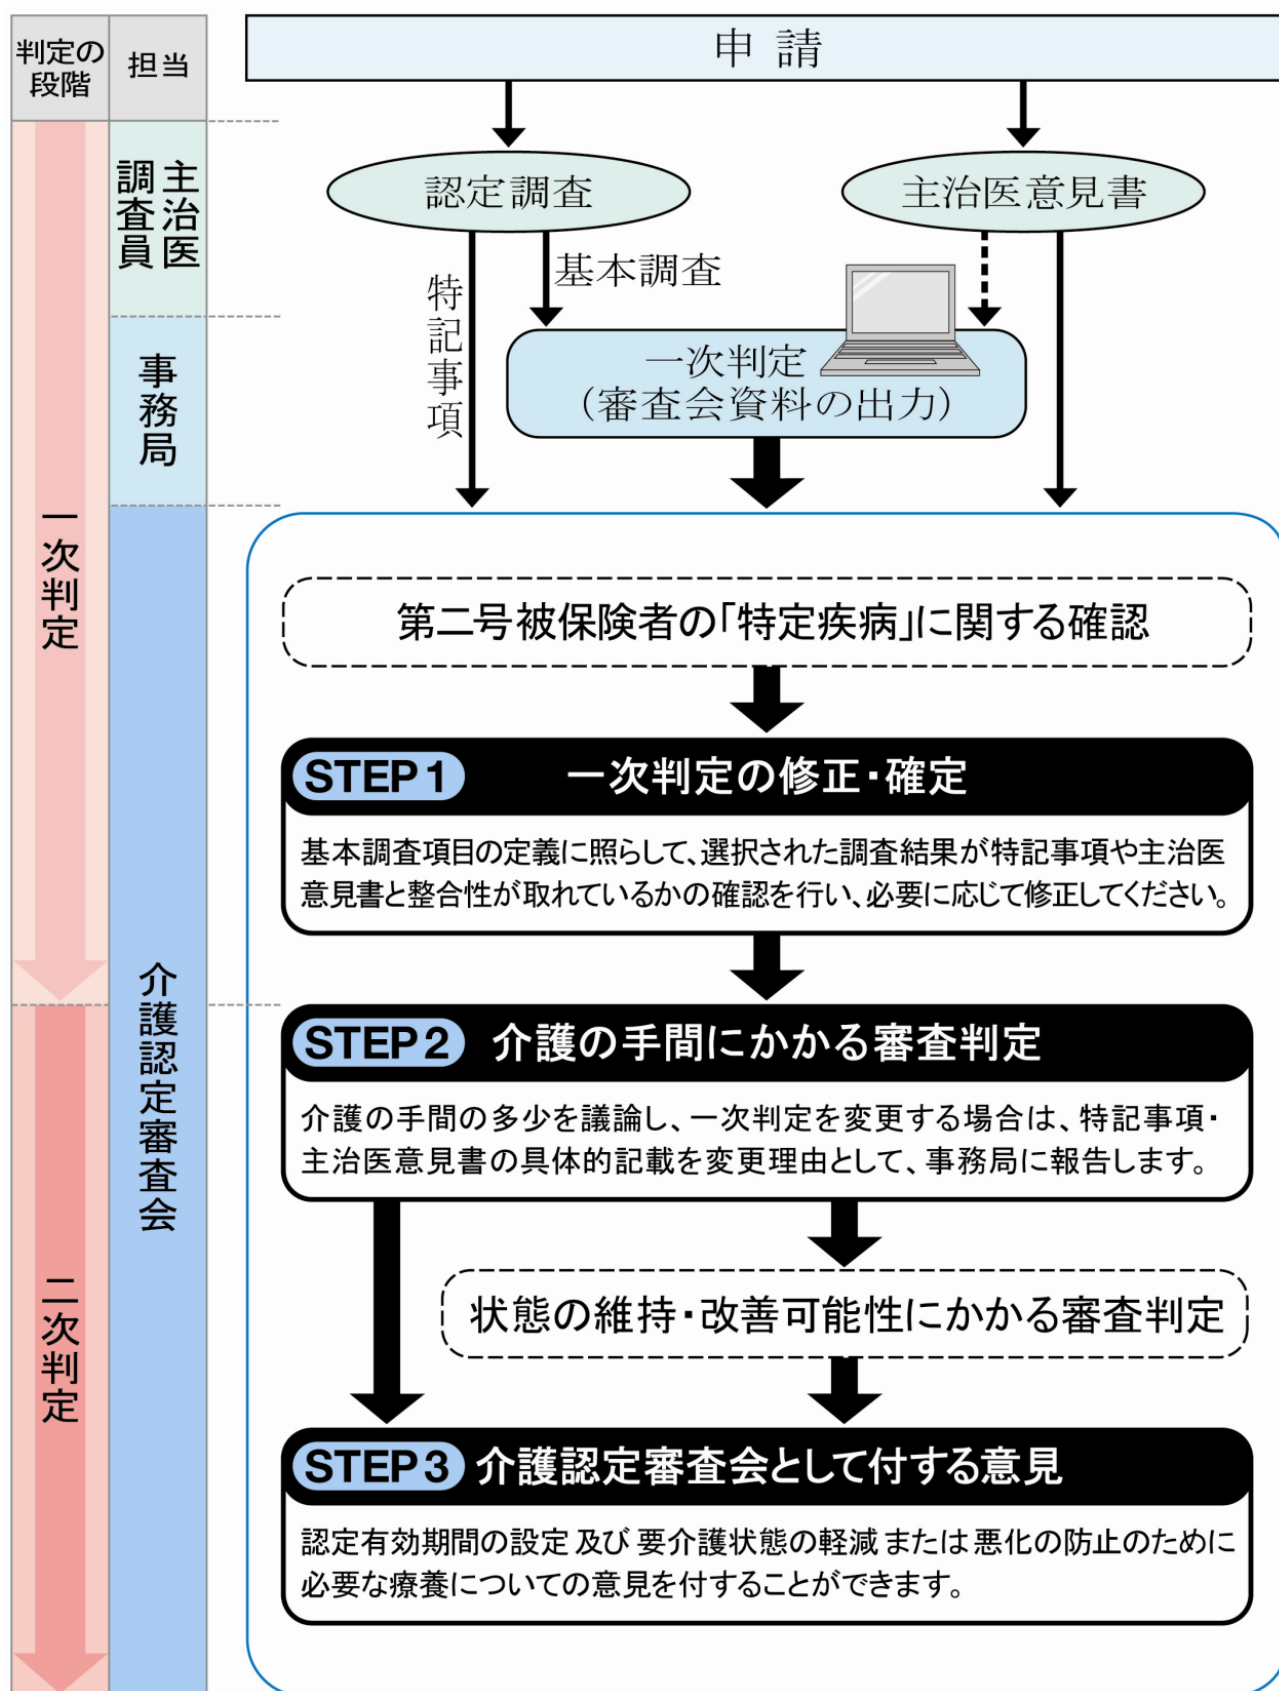 判定の
段階
担当
申請
主治医
調査員
認定調査
主治医意見書
基本調査
特記事項
事務局
一次判定
（審査会資料の出力）
一次判定
第二号被保険者の「特定疾病」に関する確認
STEP 1 一次判定の修正・確定
基本調査項目の定義に照らして、選択された調査結果が特記事項や主治医
意見書と整合性が取れているかの確認を行い、必要に応じて修正してください。
介護認定審査会
STEP 2 介護の手間にかかる審査判定
介護の手間の多少を議論し、一次判定を変更する場合は、特記事項・
主治医意見書の具体的記載を変更理由として、事務局に報告します。
二次判定
状態の維持・改善可能性にかかる審査判定
STEP 3 介護認定審査会として付する意見
認定有効期間の設定 及び 要介護状態の軽減 または 悪化の防止のために
必要な療養についての意見を付することができます。